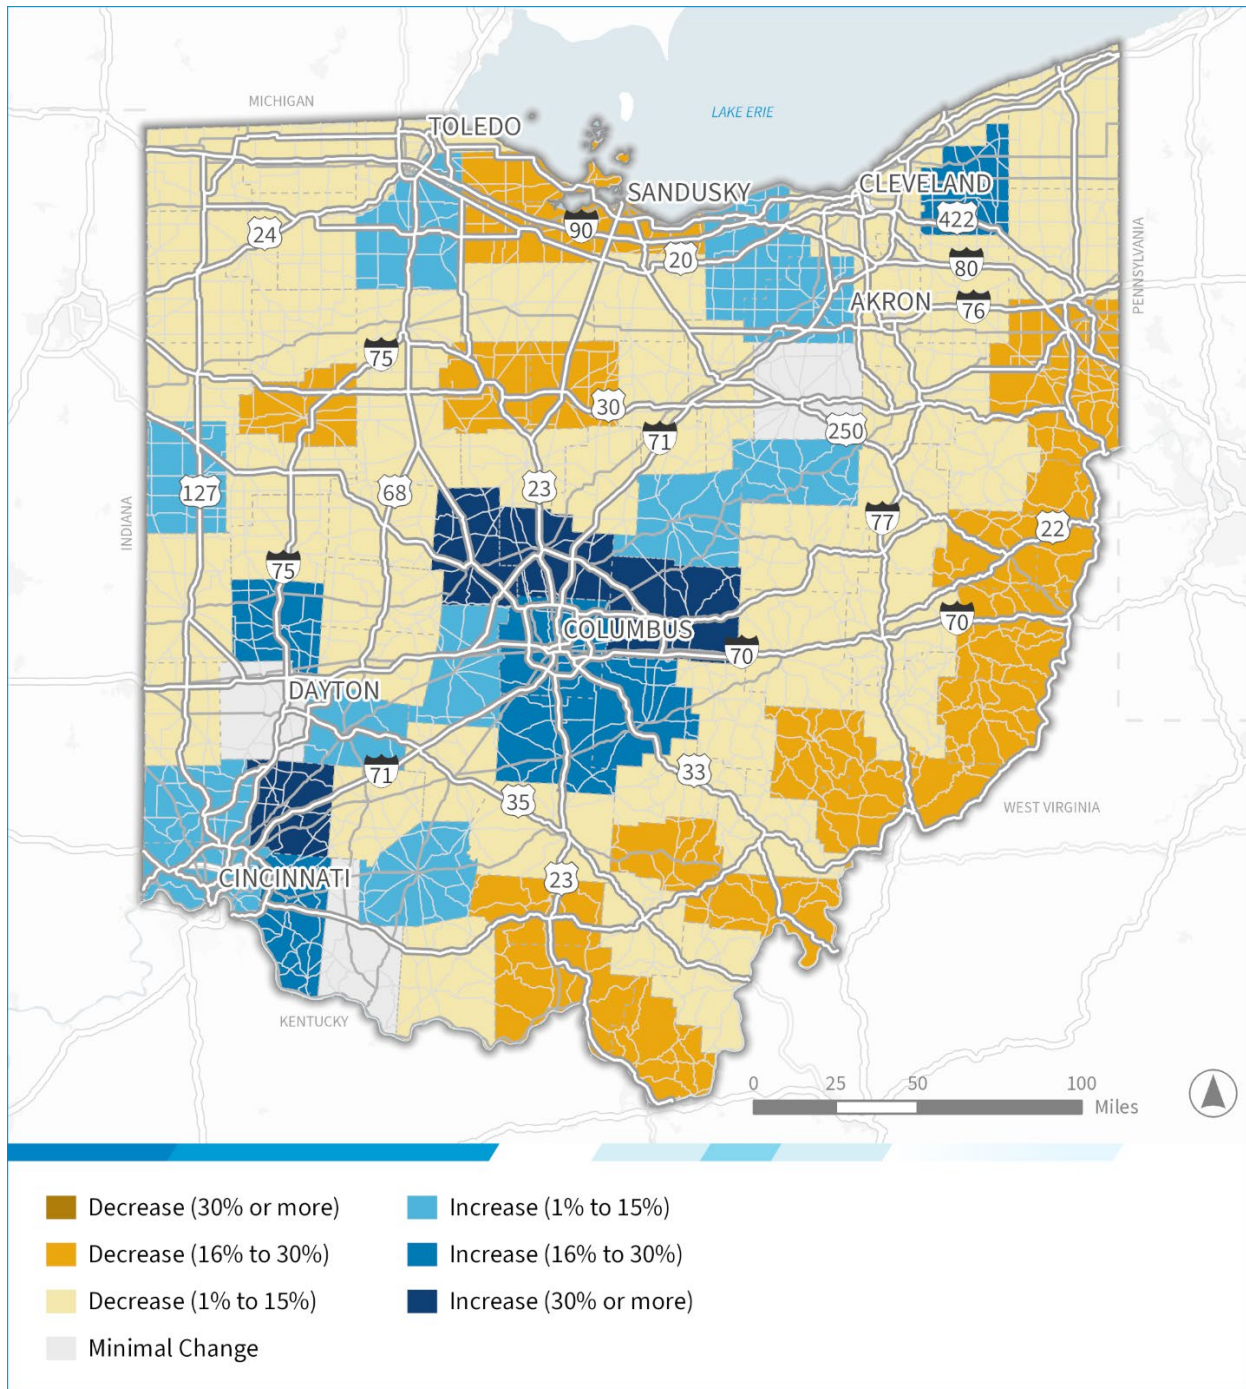 MICHIGAN
LAKE ERIE
TOLEDO
SANDUSKY
CLEVELAND
422
90
24
20
80
PENNSYLVANIA
AKRON
76
75
30
250
71
127
68
23
77
22
INDIANA
75
COLUMBUS
70
70
DAYTON
71
33
35
WEST VIRGINIA
CINCINNATI
23
KENTUCKY
0 25 50 100
Miles
Decrease (30% or more)
Decrease (16% to 30%)
Decrease (1% to 15%)
Minimal Change
Increase (1% to 15%)
Increase (16% to 30%)
Increase (30% or more)